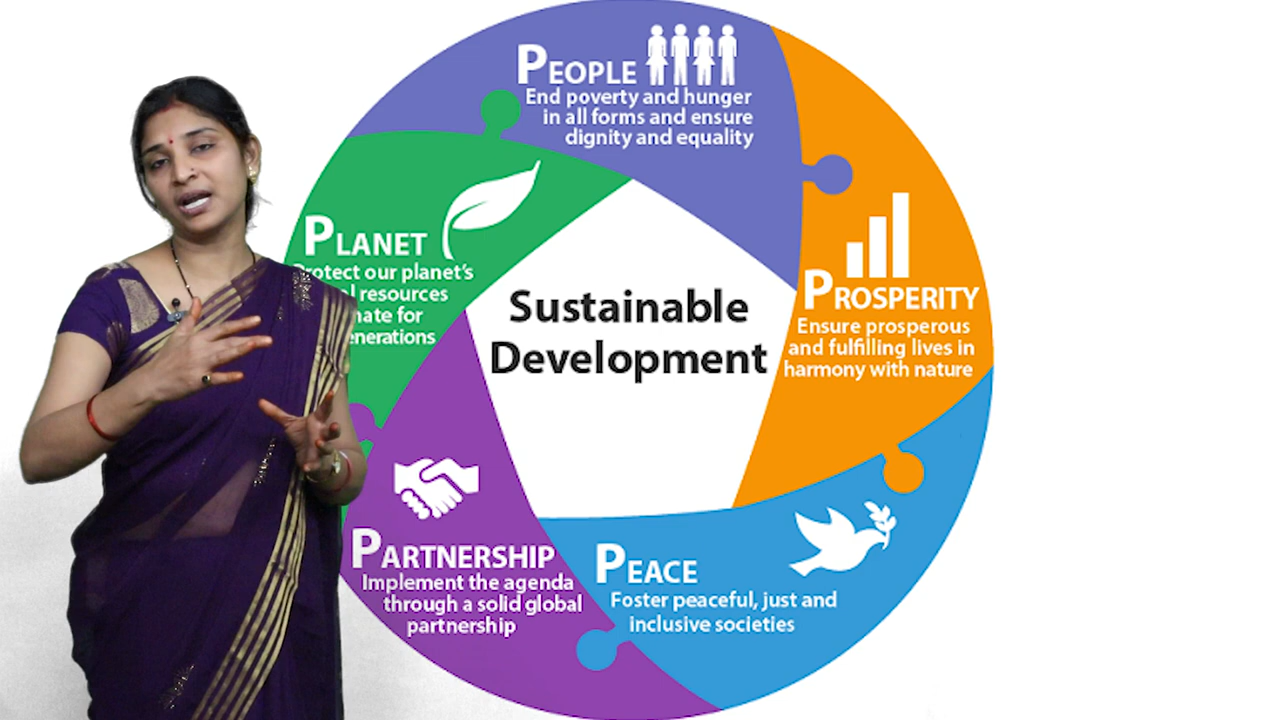 PEOPLE
End poverty and hunger
in all forms and ensure
dignity and equality
PLANET
Protect our planet's
resources
for
PROSPERITY
Ensure prosperous
and fulfilling lives in
harmony with nature
Sustainable
Development
PARTNERSHIP
Implement the agenda
through a solid global
partnership
PEACE
Foster peaceful, just and
inclusive societies